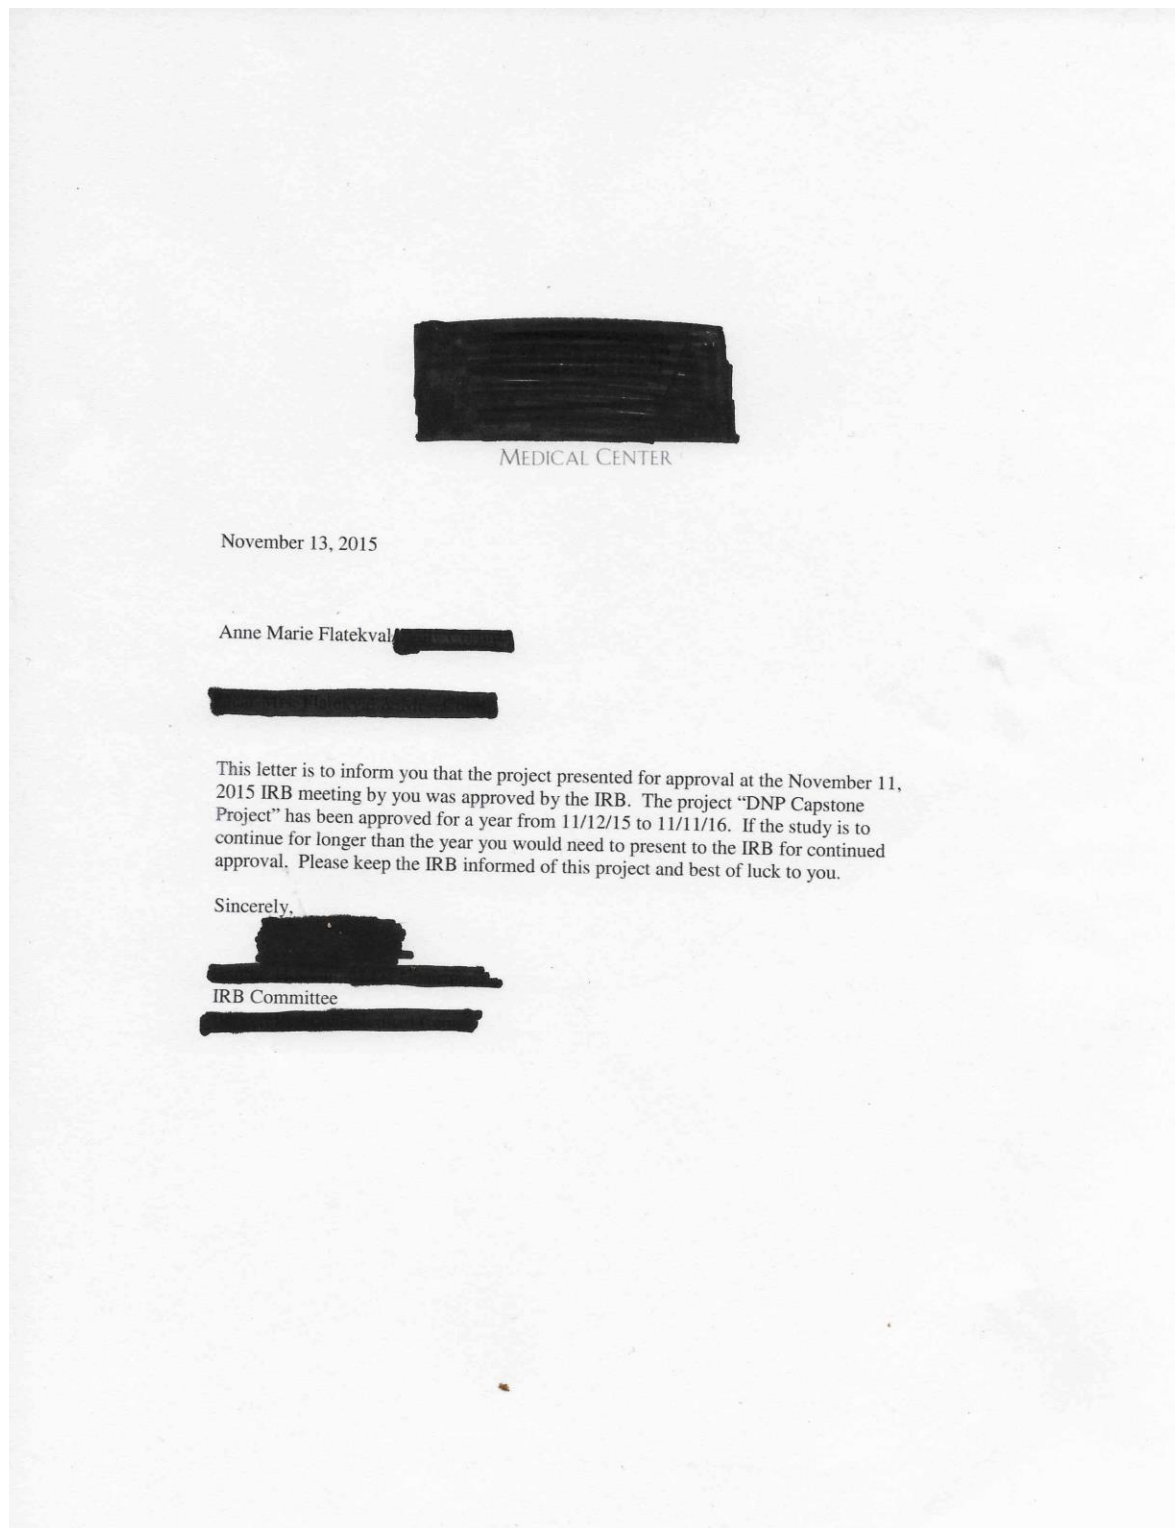 MEDICAL CENTER
November 13, 2015
Anne Marie Flatekval
This letter is to inform you that the project presented for approval at the November 11,
2015 IRB meeting by you was approved by the IRB.  The project “DNP Capstone
Project” has been approved for a year from 11/12/15 to 11/11/16.  If the study is to
continue for longer than the year you would need to present to the IRB for continued
approval.  Please keep the IRB informed of this project and best of luck to you.
Sincerely,
IRB Committee